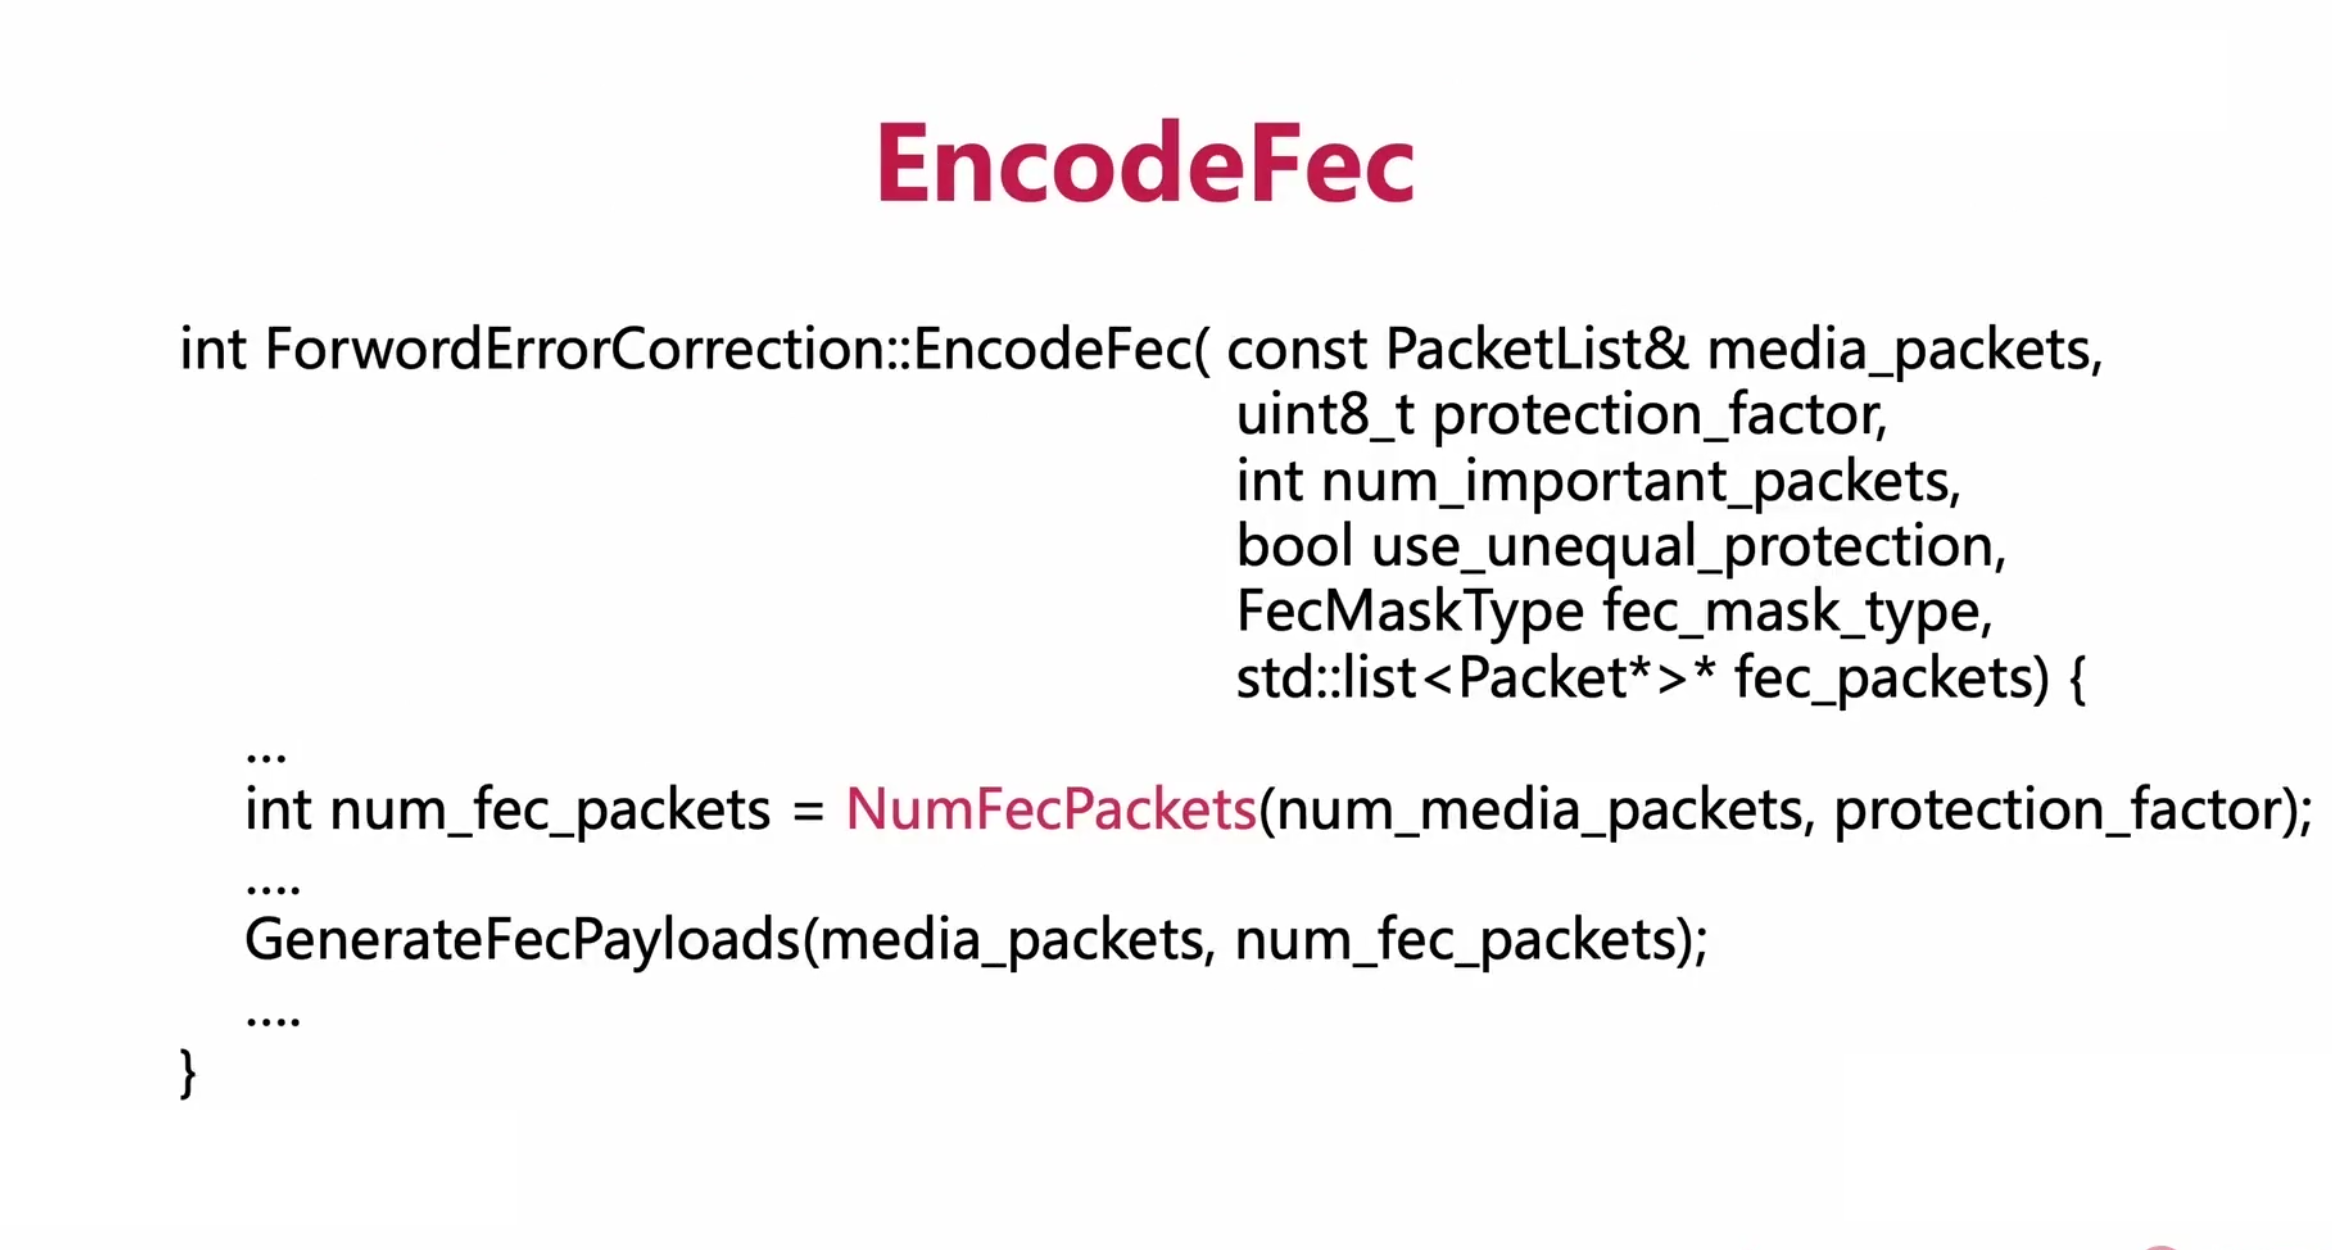 EncodeFec
int ForwordErrorCorrection::EncodeFec( const PacketList& media_packets,
uint8_t protection_factor,
int num_important_packets,
bool use_unequal_protection,
FecMaskType fec_mask_type,
std::list<Packet*>* fec_packets) {
...
int num_fec_packets = NumFecPackets(num_media_packets, protection_factor);
....
GenerateFecPayloads(media_packets, num_fec_packets);
....
}